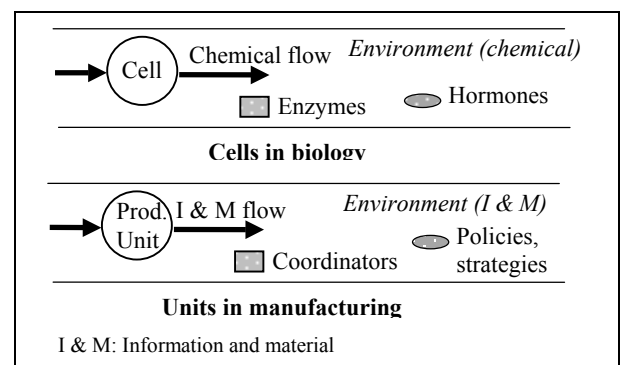 Environment (chemical)
Chemical flow
Cell
Enzymes
Hormones
Cells in biology
Environment (I & M)
Prod. I & M flow
Unit
Policies,
Coordinators
strategies
Units in manufacturing
I & M: Information and material